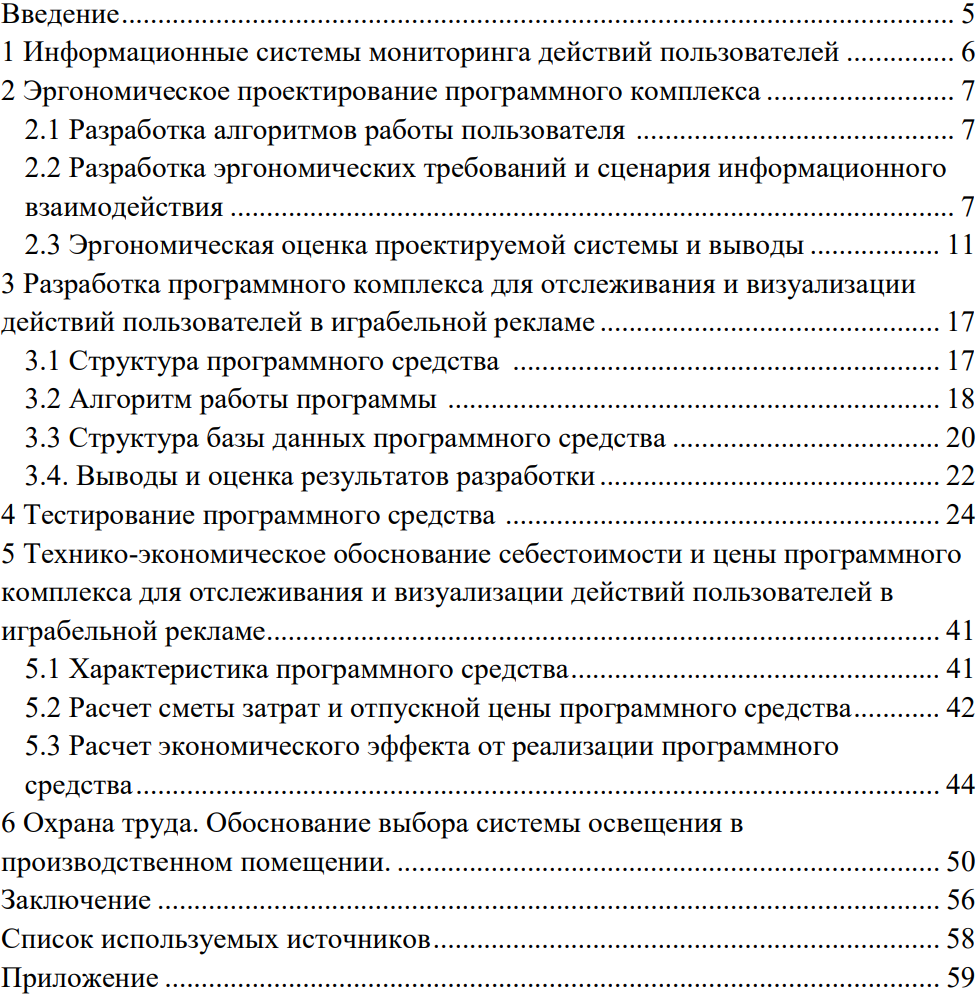 Введение.......................................................................................................... 5
1 Информационные системы мониторинга действий пользователей ............... 6
2 Эргономическое проектирование программного комплекса ......................... 7
2.1 Разработка алгоритмов работы пользователя ........................................... 7
2.2 Разработка эргономических требований и сценария информационного
взаимодействия .............................................................................................. 7
2.3 Эргономическая оценка проектируемой системы и выводы ................. 11
3 Разработка программного комплекса для отслеживания и визуализации
действий пользователей в играбельной рекламе ............................................. 17
3.1 Структура программного средства ......................................................... 17
3.2 Алгоритм работы программы ................................................................. 18
3.3 Структура базы данных программного средства ................................... 20
3.4. Выводы и оценка результатов разработки ............................................. 22
4 Тестирование программного средства .......................................................... 24
5 Технико-экономическое обоснование себестоимости и цены программного
комплекса для отслеживания и визуализации действий пользователей в
играбельной рекламе........................................................................................ 41
5.1 Характеристика программного средства................................................. 41
5.2 Расчет сметы затрат и отпускной цены программного средства............ 42
5.3 Расчет экономического эффекта от реализации программного
средства......................................................................................................... 44
6 Охрана труда. Обоснование выбора системы освещения в
производственном помещении. ....................................................................... 50
Заключение ...................................................................................................... 56
Список используемых источников................................................................... 58
Приложение ..................................................................................................... 59